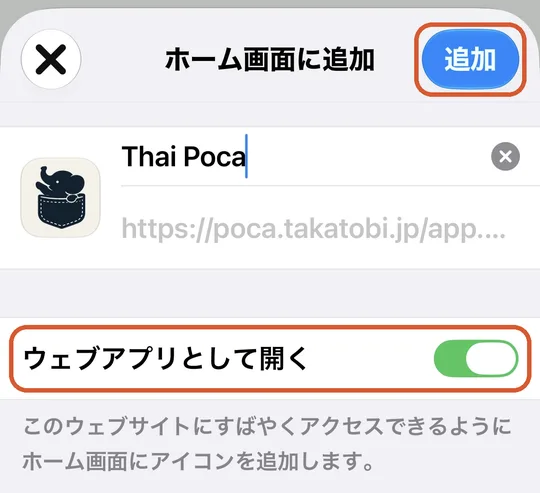 ホーム画面に追加
追加
Thai Poca
https://poca.takatobi.jp/app....
ウェブアプリとして開く
このウェブサイトにすばやくアクセスできるように
ホーム画面にアイコンを追加します。